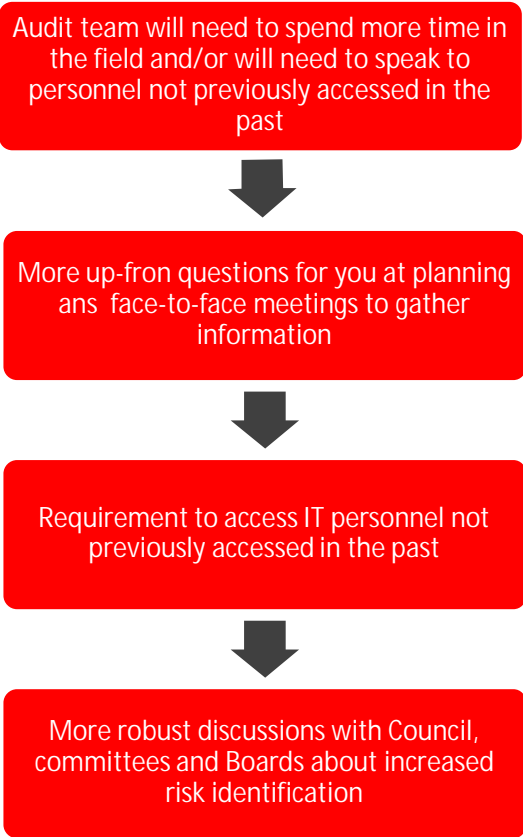 Audit team will need to spend more time in
the field and/or will need to speak to
personnel not previously accessed in the
past
More up-fron questions for you at planning
ans face-to-face meetings to gather
information
Requirement to access IT personnel not
previously accessed in the past
More robust discussions with Council,
committees and Boards about increased
risk identification